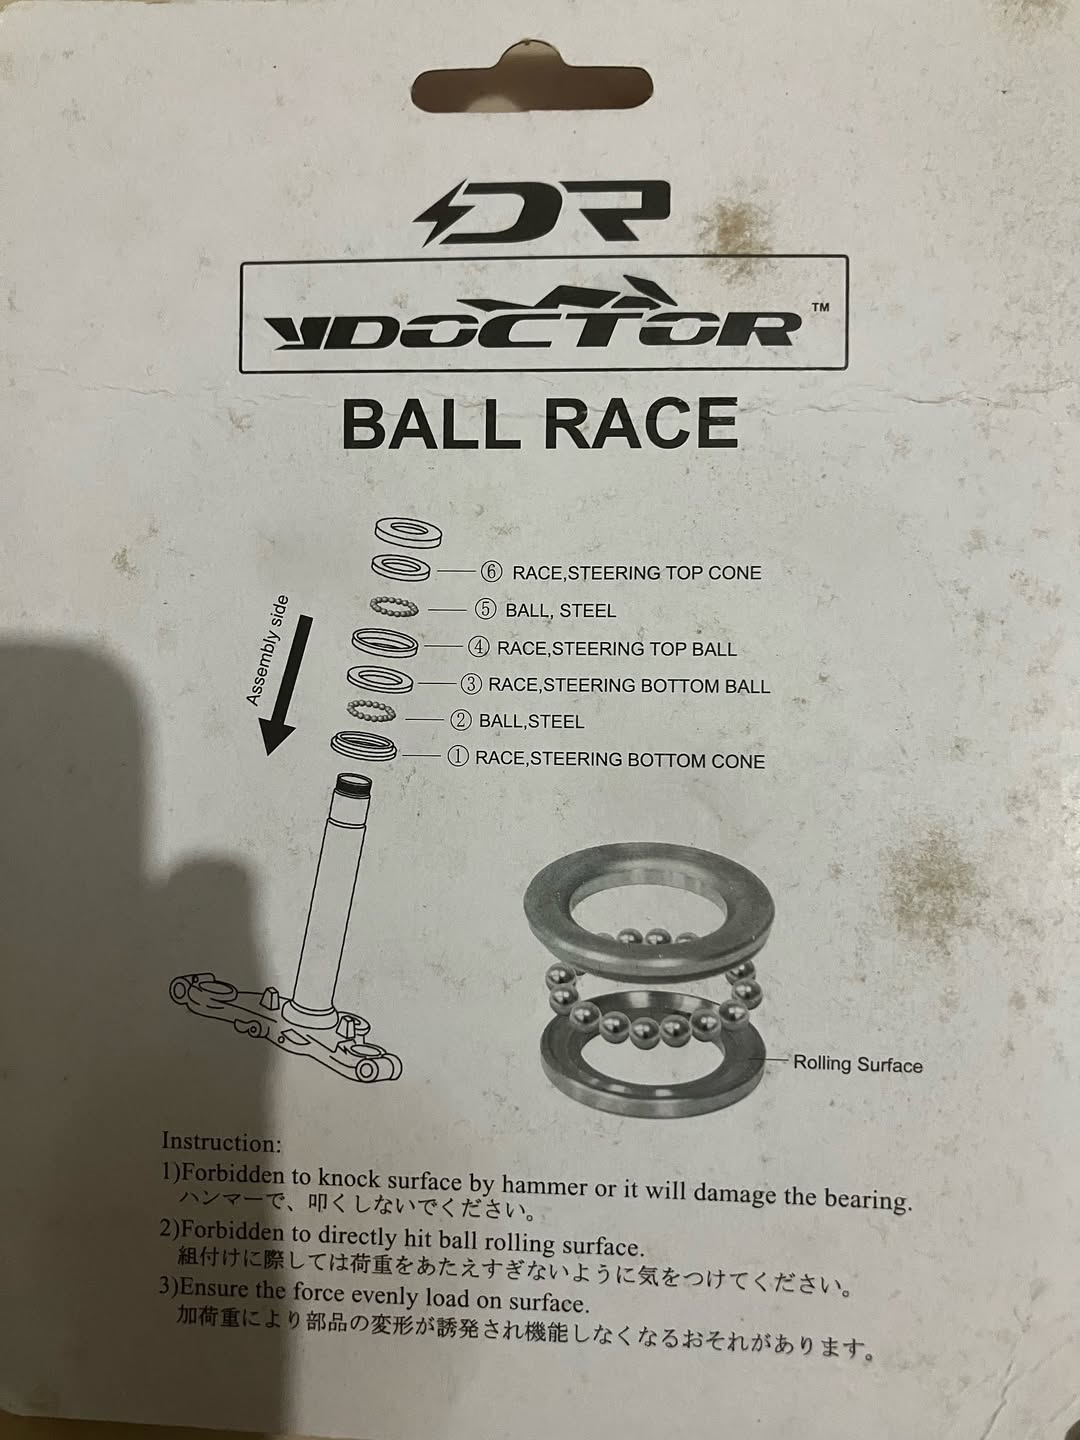 DR
YDOCTOR™
BALL RACE
⑥ RACE,STEERING TOP CONE
⑤ BALL, STEEL
④ RACE,STEERING TOP BALL
③ RACE,STEERING BOTTOM BALL
② BALL,STEEL
① RACE,STEERING BOTTOM CONE
Assembly side
Rolling Surface
Instruction:
1)Forbidden to knock surface by hammer or it will damage the bearing.
ハンマーで、叩くしないでください。
2)Forbidden to directly hit ball rolling surface.
組付けに際しては荷重をあたえすぎないように気をつけてください。
3)Ensure the force evenly load on surface.
加荷重により部品の変形が誘発され機能しなくなるおそれがあります。